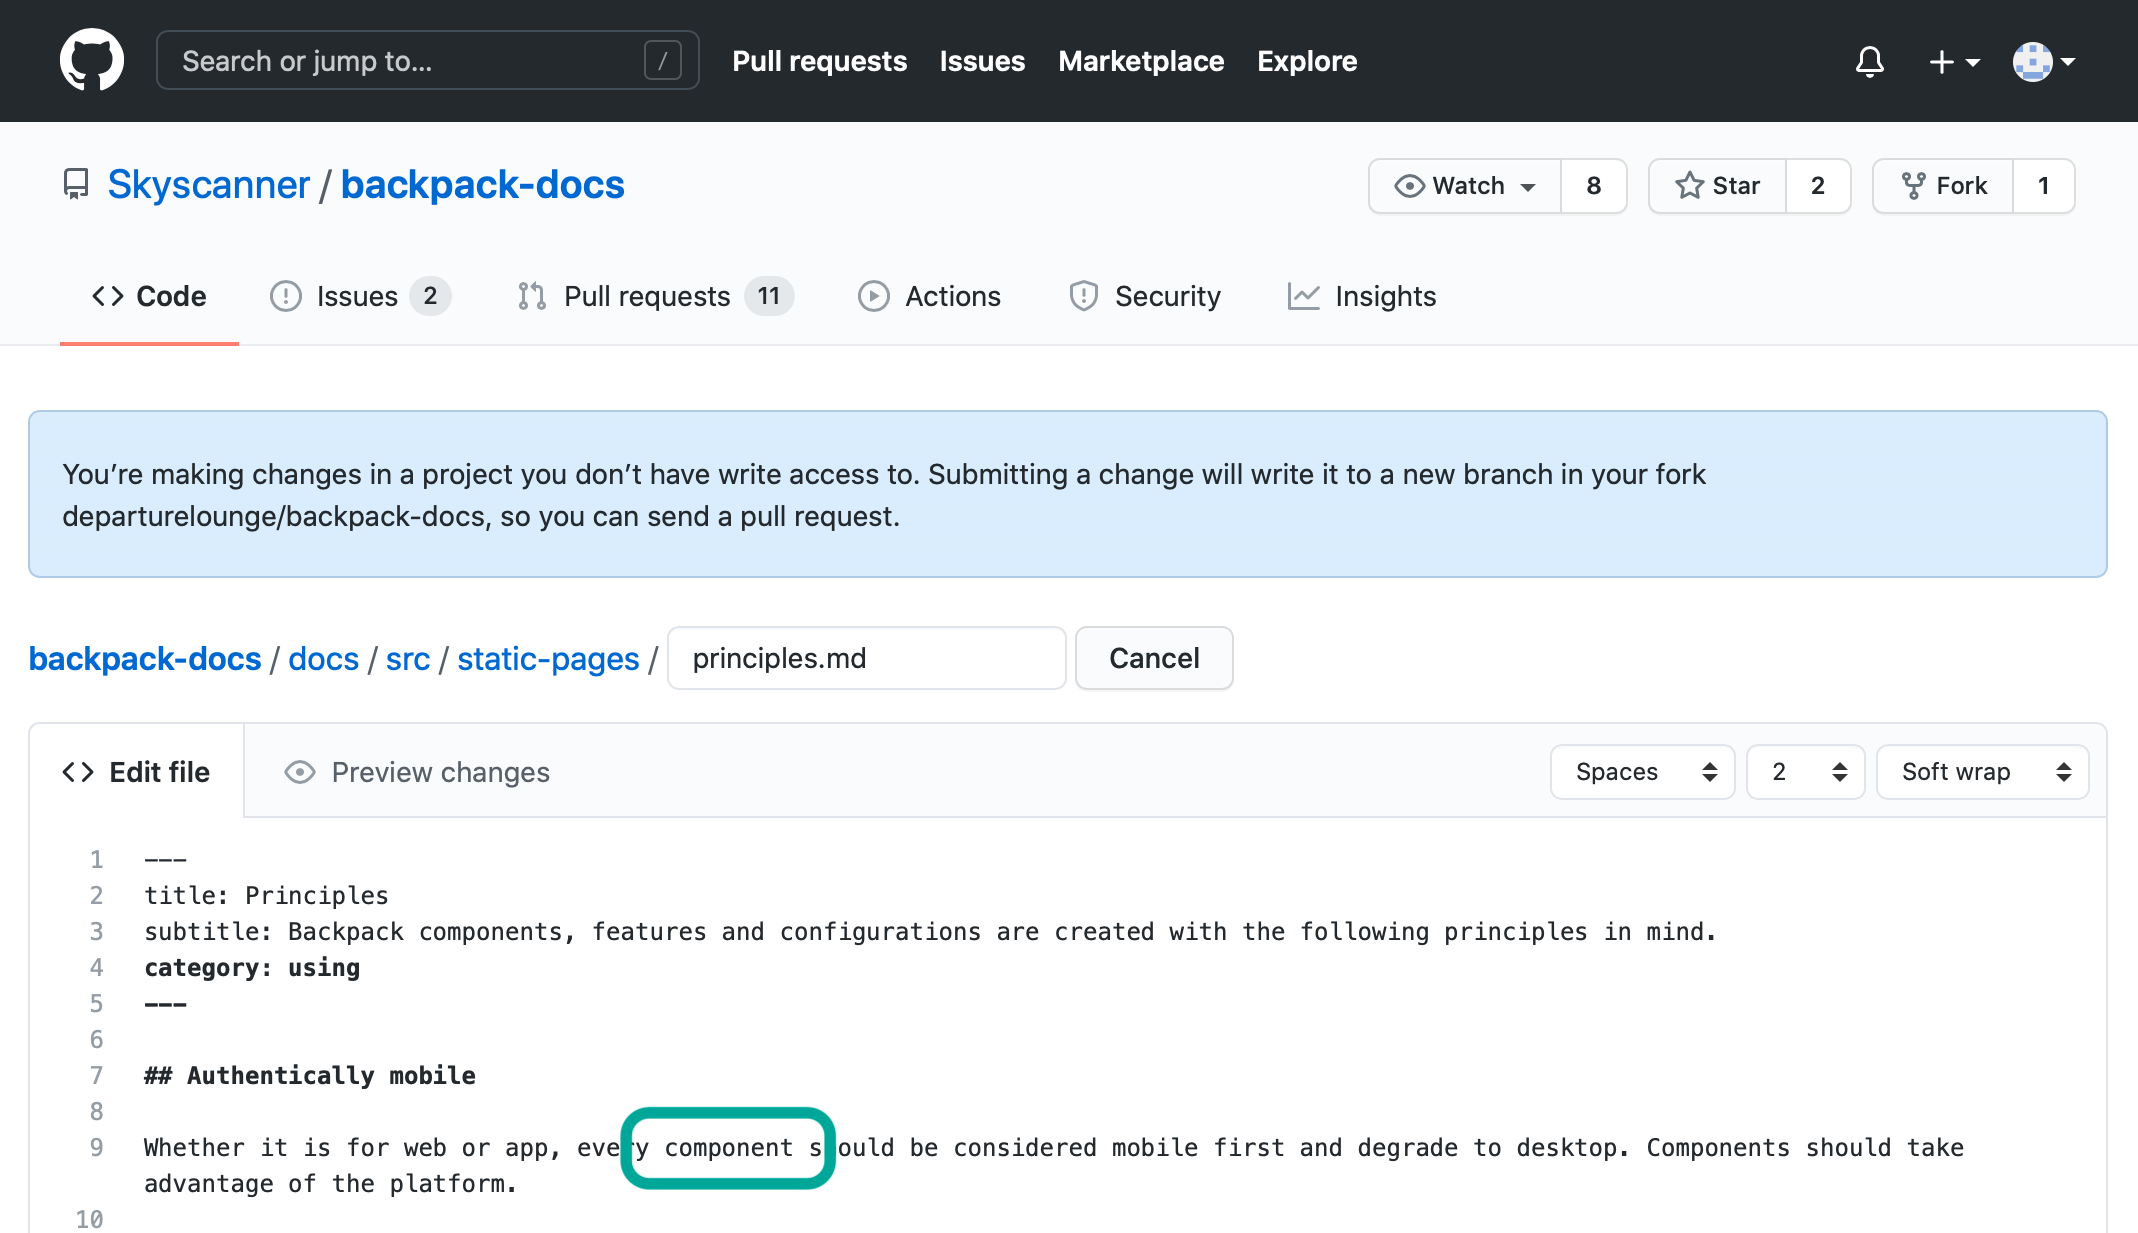 Search or jump to... /
Pull requests Issues Marketplace Explore
Skyscanner / backpack-docs
Watch 8 Star 2 Fork 1
Code Issues 2 Pull requests 11 Actions Security Insights
You’re making changes in a project you don’t have write access to. Submitting a change will write it to a new branch in your fork
departurelounge/backpack-docs, so you can send a pull request.
backpack-docs / docs / src / static-pages / principles.md Cancel
Edit file Preview changes Spaces 2 Soft wrap
1 ---
2 title: Principles
3 subtitle: Backpack components, features and configurations are created with the following principles in mind.
4 category: using
5 ---
6
7 ## Authentically mobile
8
9 Whether it is for web or app, every component should be considered mobile first and degrade to desktop. Components should take
advantage of the platform.
10